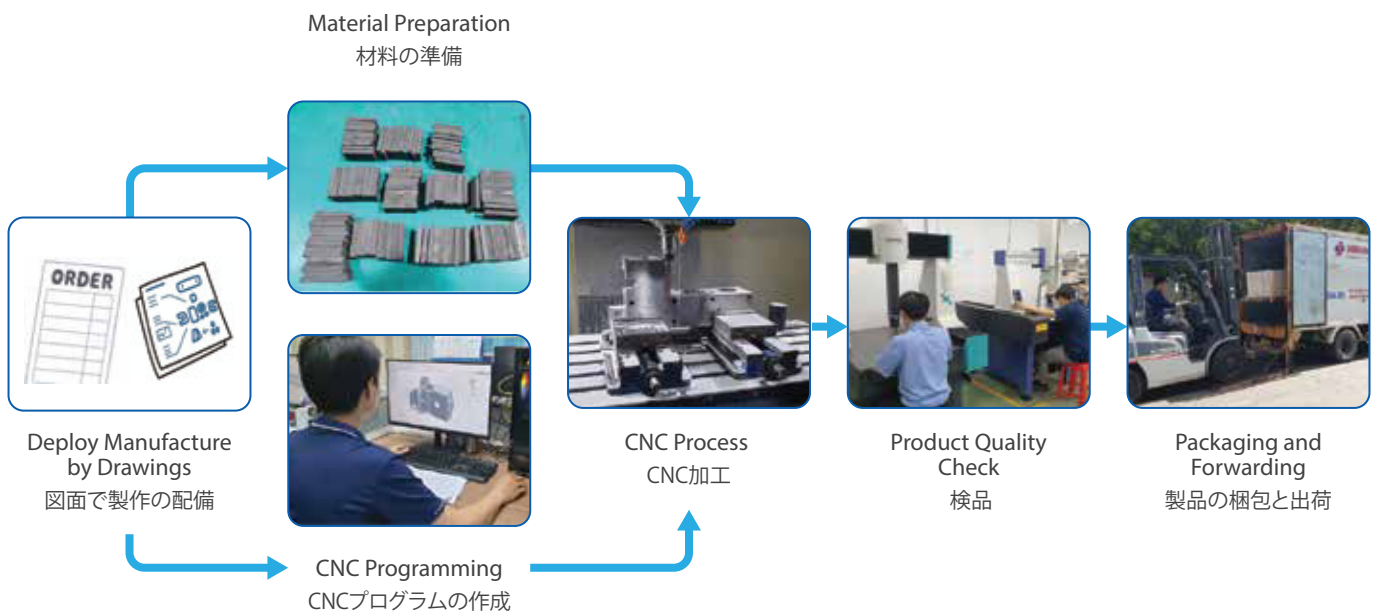 Material Preparation
材料の準備
ORDER
Deploy Manufacture
by Drawings
図面で製作の配備
CNC Process
CNC加工
Product Quality
Check
検品
Packaging and
Forwarding
製品の梱包と出荷
CNC Programming
CNCプログラムの作成